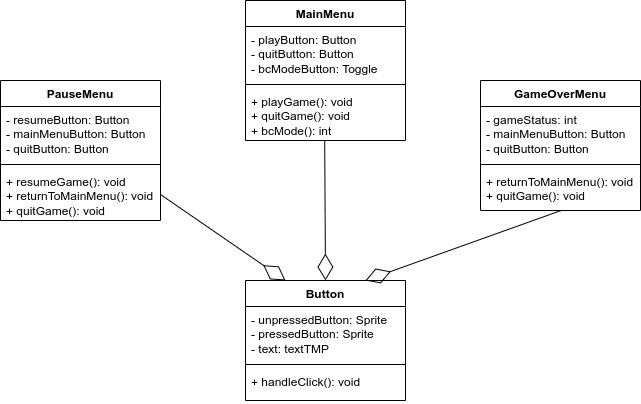 MainMenu
- playButton: Button
- quitButton: Button
- bcModeButton: Toggle
+ playGame(): void
+ quitGame(): void
+ bcMode(): int
PauseMenu
- resumeButton: Button
- mainMenuButton: Button
- quitButton: Button
+ resumeGame(): void
+ returnToMainMenu(): void
+ quitGame(): void
GameOverMenu
- gameStatus: int
- mainMenuButton: Button
- quitButton: Button
+ returnToMainMenu(): void
+ quitGame(): void
Button
- unpressedButton: Sprite
- pressedButton: Sprite
- text: textTMP
+ handleClick(): void